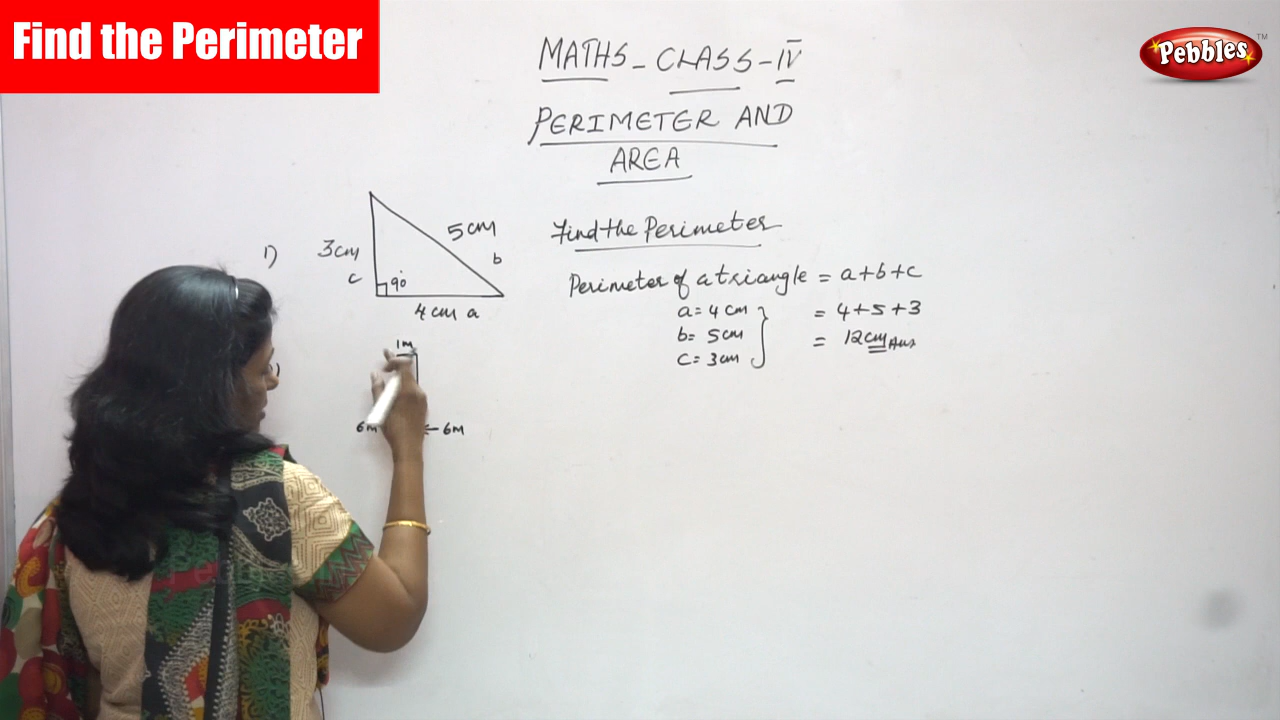 Find the Perimeter
Pebbles TM
MATHS - CLASS - IV
PERIMETER AND
AREA
1)
3cm
c
5cm
b
90°
4cm a
Find the Perimeter
Perimeter of a triangle = a+b+c
a = 4 cm
b = 5cm
c = 3cm
= 4+5+3
= 12cm Ans
)
1M
6M
6M